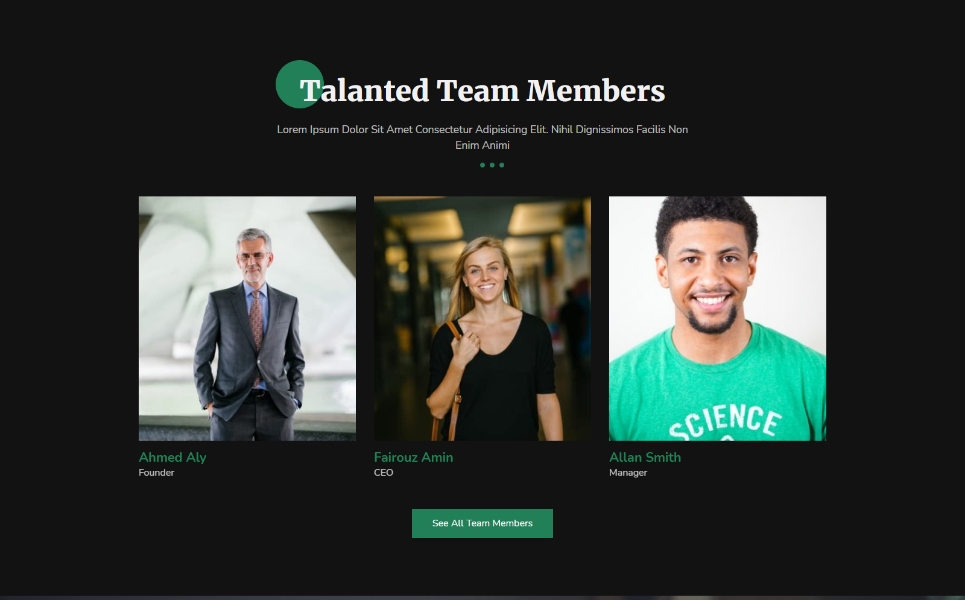 Talanted Team Members
Lorem Ipsum Dolor Sit Amet Consectetur Adipisicing Elit. Nihil Dignissimos Facilis Non
Enim Animi
SCIENCE
Ahmed Aly
Founder
Fairouz Amin
CEO
Allan Smith
Manager
See All Team Members